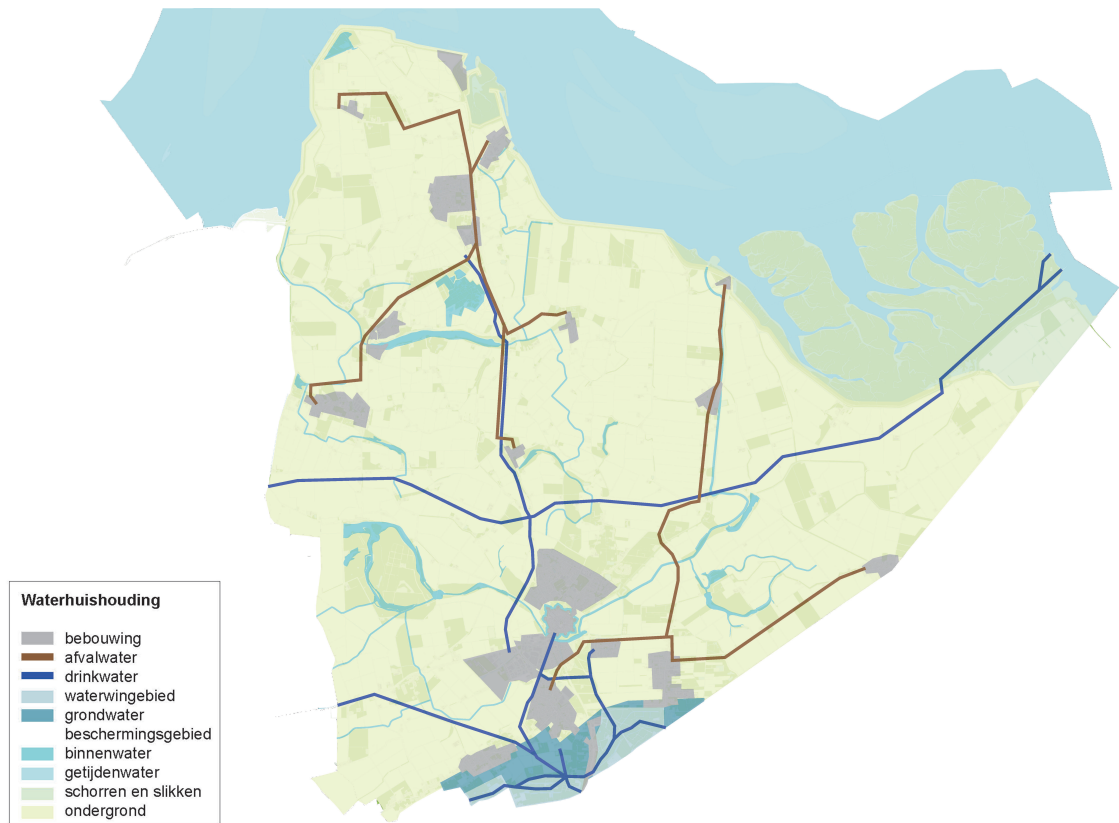 Waterhuishouding
bebouwing
afvalwater
drinkwater
waterwingebied
grondwater
beschermingsgebied
binnenwater
getijdenwater
schorren en slikken
ondergrond